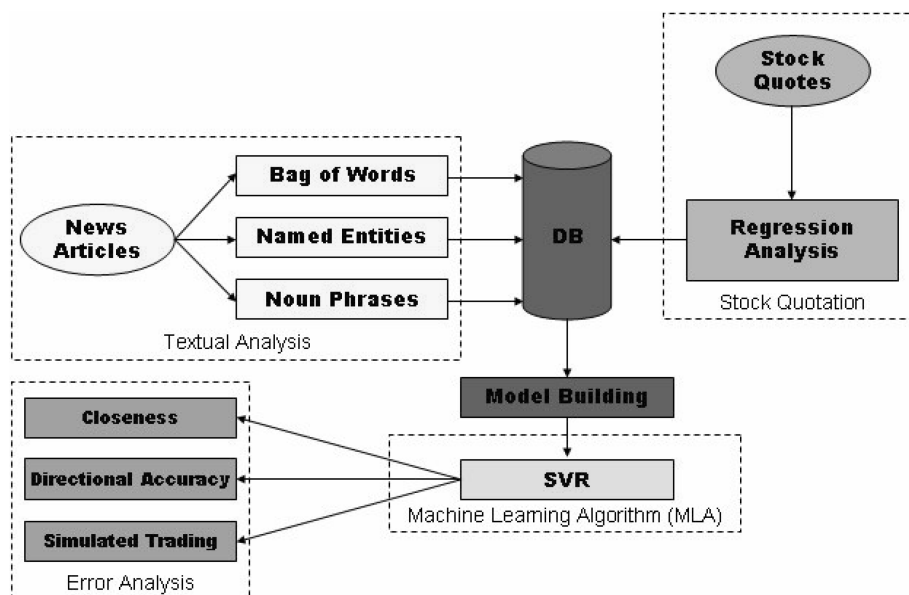 Stock
Quotes
Bag of Words
News
Articles
Named Entities
DB
Regression
Analysis
Noun Phrases
Stock Quotation
Textual Analysis
Model Building
Closeness
Directional Accuracy
SVR
Machine Learning Algorithm (MLA)
Simulated Trading
Error Analysis